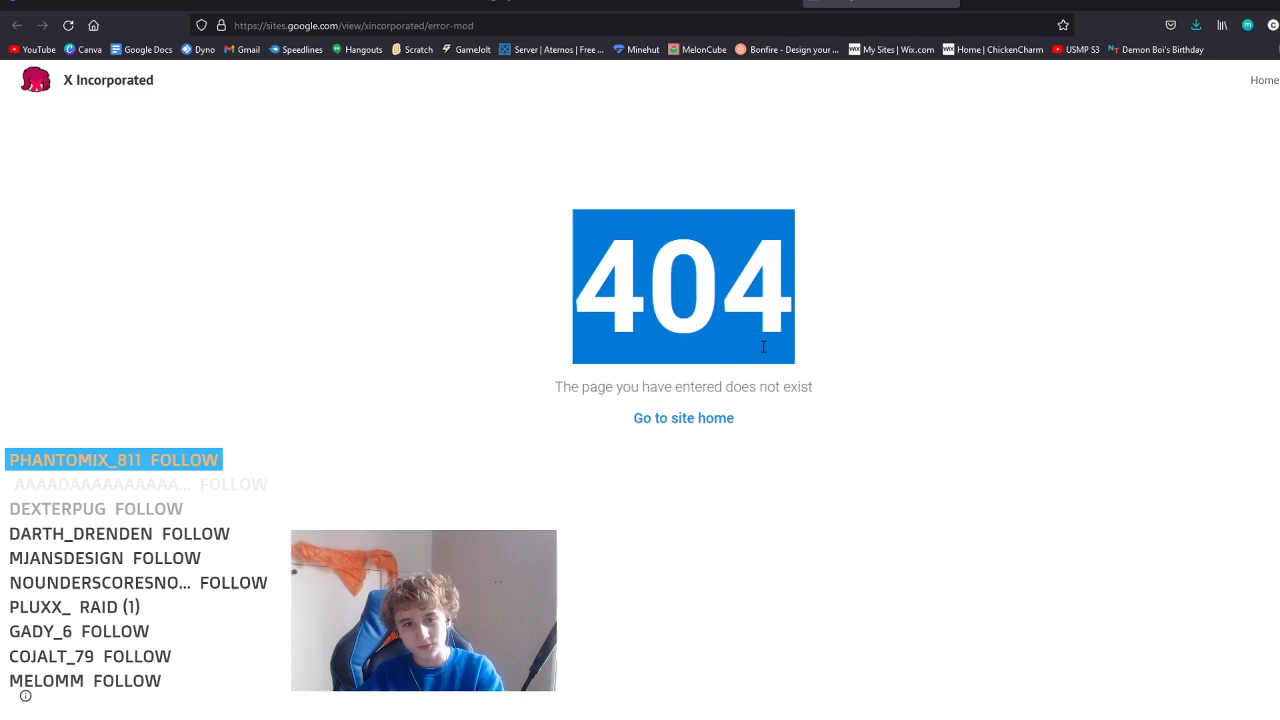 https://sites.google.com/view/xincorporated/error-mod
YouTube Canva Google Docs Dyno Gmail Speedlines Hangouts Scratch GameJolt Server | Aternos | Free ... Minehut MelonCube Bonfire - Design your ... My Sites | Wix.com Home | ChickenCharm USMP S3 Demon Boi's Birthday
X Incorporated
Home
404
The page you have entered does not exist
Go to site home
PHANTOMIX_811 FOLLOW
AAAADAAAAAAAAAA... FOLLOW
DEXTERPUG FOLLOW
DARTH_DRENDEN FOLLOW
MJANSDESIGN FOLLOW
NOUNDERSCORESNO... FOLLOW
PLUXX_ RAID (1)
GADY_6 FOLLOW
COJALT_79 FOLLOW
MELOMM FOLLOW